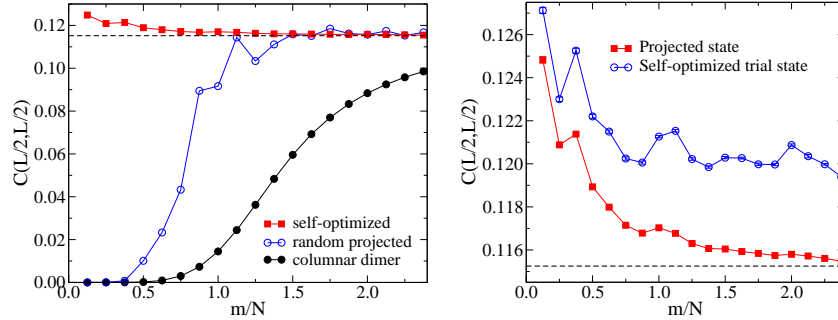 C(L/2,L/2)
0.12
0.10
0.08
0.06
0.04
0.02
0.00
0.0 0.5 1.0 1.5 2.0
m/N
self-optimized
random projected
columnar dimer
C(L/2,L/2)
0.126
0.124
0.122
0.120
0.118
0.116
0.0 0.5 1.0 1.5 2.0
m/N
Projected state
Self-optimized trial state